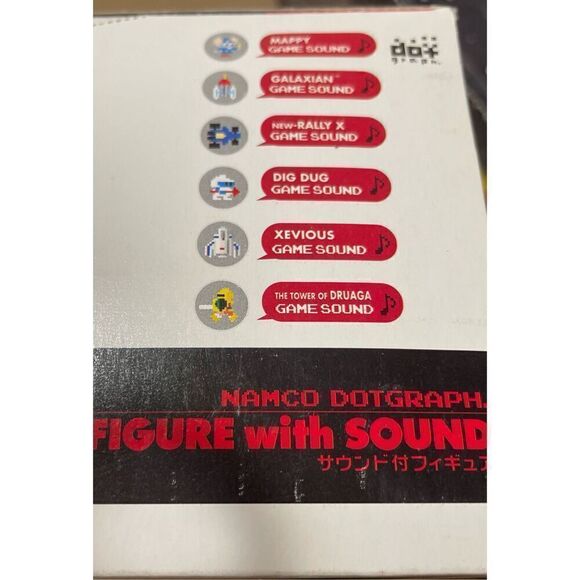 MAPPY
GAME SOUND
dot
graph.
GALAXIAN™
GAME SOUND
NEW-RALLY X
GAME SOUND
DIG DUG
GAME SOUND
XEVIOUS
GAME SOUND
THE TOWER OF DRUAGA
GAME SOUND
NAMCO DOTGRAPH.
FIGURE with SOUND
サウンド付フィギュア